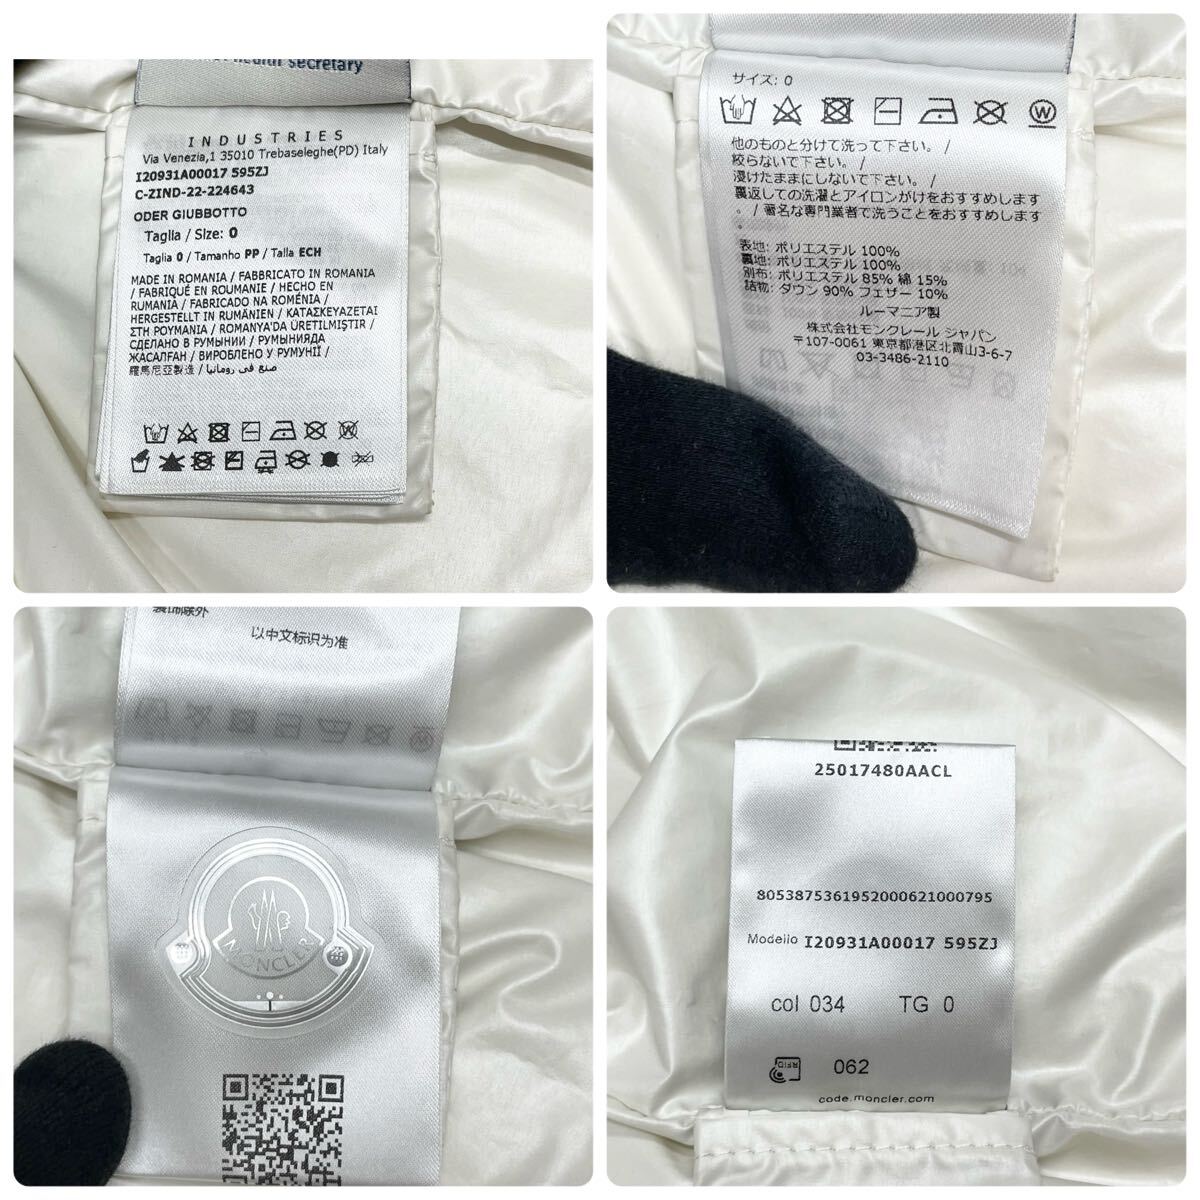 health secretary
INDUSTRIES
Via Venezia,1 35010 Trebaseleghe(PD) Italy
I20931A00017 595ZJ
C-ZIND-22-224643
ODER GIUBBOTTO
Taglia / Size: 0
Taglia 0 / Tamanho PP / Talla ECH
MADE IN ROMANIA / FABBRICATO IN ROMANIA
/ FABRIQUÉ EN ROUMANIE / HECHO EN
RUMANIA / FABRICADO NA ROMÉNIA /
HERGESTELLT IN RUMÄNIEN / ΚΑΤΑΣΚΕΥΑΖΕΤΑΙ
ΣΤΗ ΡΟΥΜΑΝΙΑ / ROMANYA'DA ÜRETILMIŞTIR /
СДЕЛАНО В РУМЫНИИ / РУМЫНИЯДА
ЖАСАЛҒАН / ВИРОБЛЕНО У РУМУНІЇ /
羅馬尼亞製造 / صنع في رومانيا
サイズ: 0
他のものと分けて洗って下さい。 /
絞らないで下さい。 /
浸けたままにしないで下さい。 /
裏返しての洗濯とアイロンがけをおすすめします
。 / 著名な専門業者で洗うことをおすすめします
。
表地: ポリエステル 100%
裏地: ポリエステル 100%
別布: ポリエステル 85% 綿 15%
詰物: ダウン 90% フェザー 10%
ルーマニア製
株式会社モンクレール ジャパン
〒107-0061 東京都港区北青山3-6-7
03-3486-2110
装饰除外
以中文标识为准
MONCLER
25017480AACL
8053875361952000621000795
Modello I20931A00017 595ZJ
col 034 TG 0
RFID 062
code.moncler.com